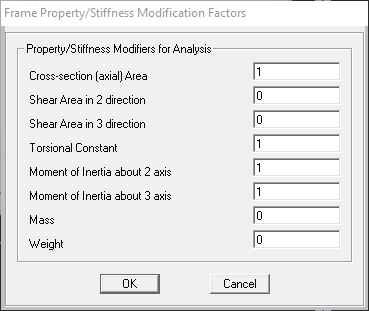 Frame Property/Stiffness Modification Factors
Property/Stiffness Modifiers for Analysis
Cross-section (axial) Area 1
Shear Area in 2 direction 0
Shear Area in 3 direction 0
Torsional Constant 1
Moment of Inertia about 2 axis 1
Moment of Inertia about 3 axis 1
Mass 0
Weight 0
OK Cancel